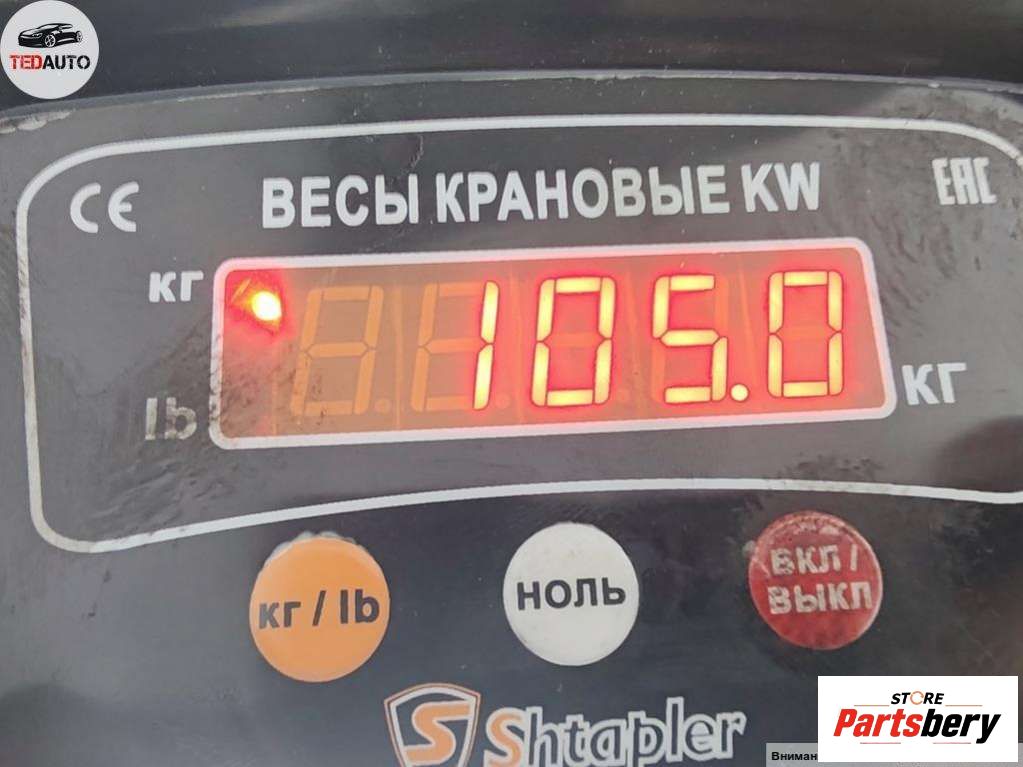 TEDAUTO
CE
ВЕСЫ КРАНОВЫЕ KW
EAC
кг
105.0
lb
КГ
кг / lb
НОЛЬ
ВКЛ /
ВЫКЛ
S Shtapler
STORE
Partsbery